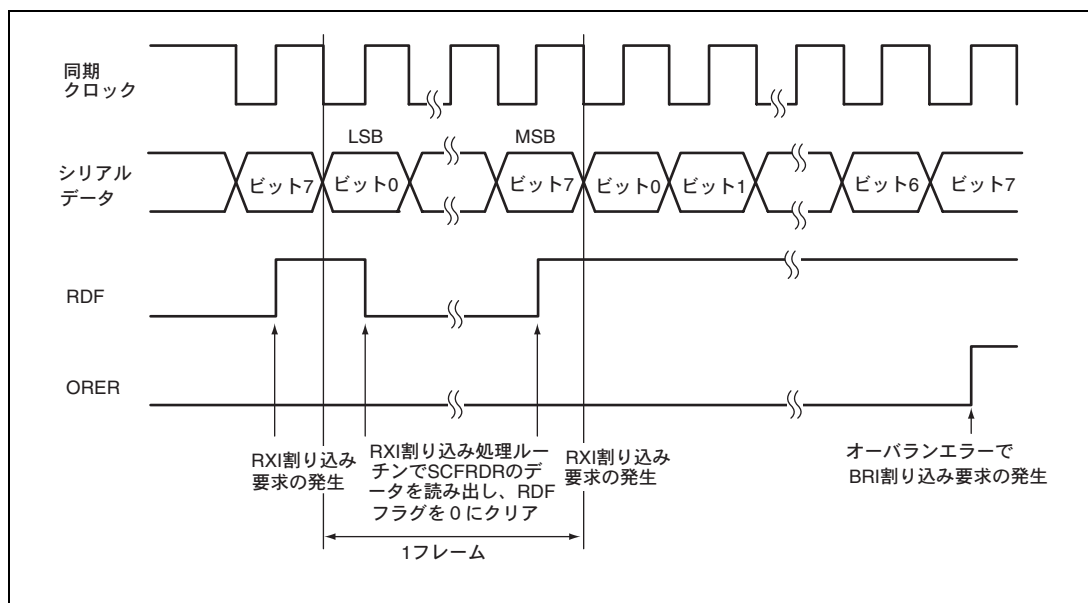 同期
クロック
LSB
MSB
シリアル
データ
ビット7
ビット0
ビット7
ビット0
ビット1
ビット6
ビット7
RDF
ORER
RXI割り込み
要求の発生
RXI割り込み処理ルー
チンでSCFRDRのデ
ータを読み出し、RDF
フラグを0にクリア
RXI割り込み
要求の発生
オーバランエラーで
BRI割り込み要求の発生
1フレーム